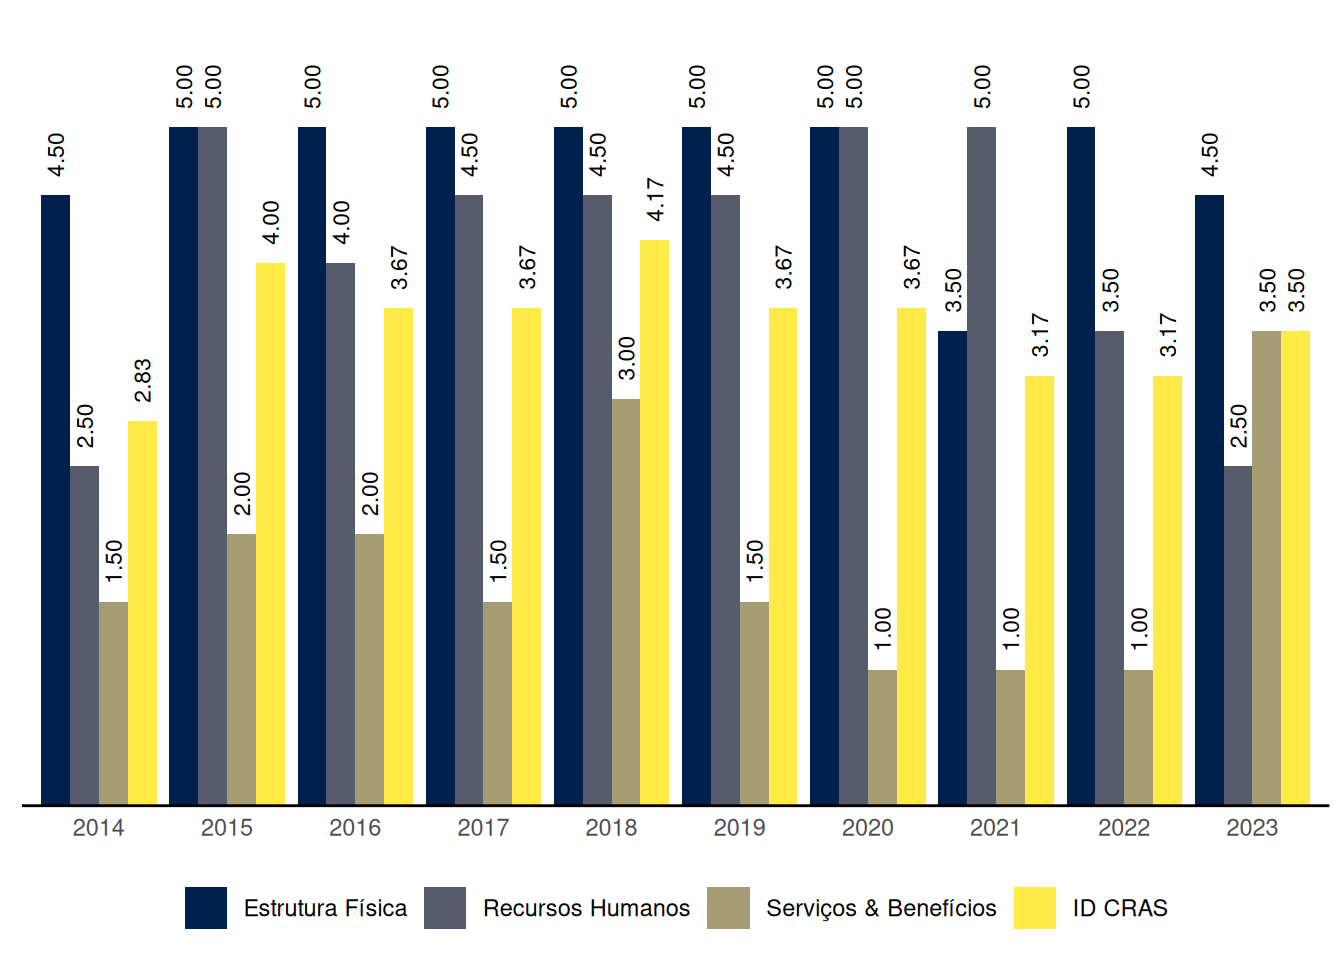 4.50 2.50 1.50 2.83
5.00 5.00 2.00 4.00
5.00 4.00 2.00 3.67
5.00 4.50 1.50 3.67
5.00 4.50 3.00 4.17
5.00 4.50 1.50 3.67
5.00 5.00 1.00 3.67
3.50 5.00 1.00 3.17
5.00 3.50 1.00 3.17
4.50 2.50 3.50 3.50
2014 2015 2016 2017 2018 2019 2020 2021 2022 2023
Estrutura Física Recursos Humanos Serviços & Benefícios ID CRAS